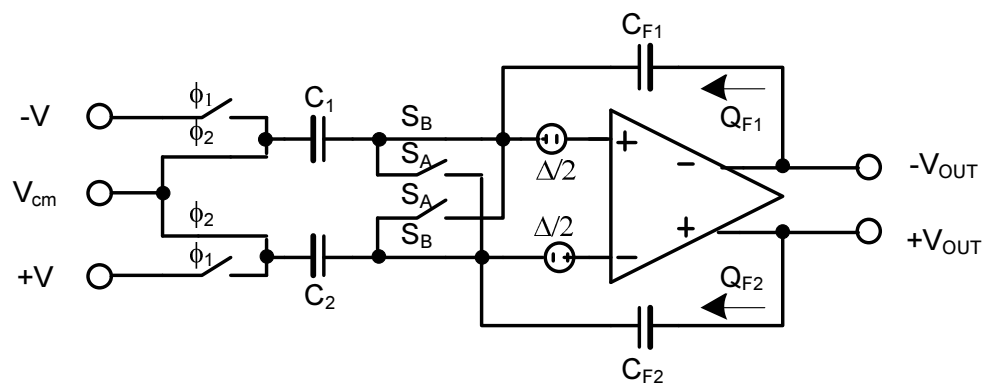 C_F1
-V
ϕ1
ϕ2
C1
S_B
S_A
Q_F1
+
−
Δ/2
-V_OUT
V_cm
S_A
ϕ2
S_B
Δ/2
+
−
+V_OUT
+V
ϕ1
C2
Q_F2
C_F2